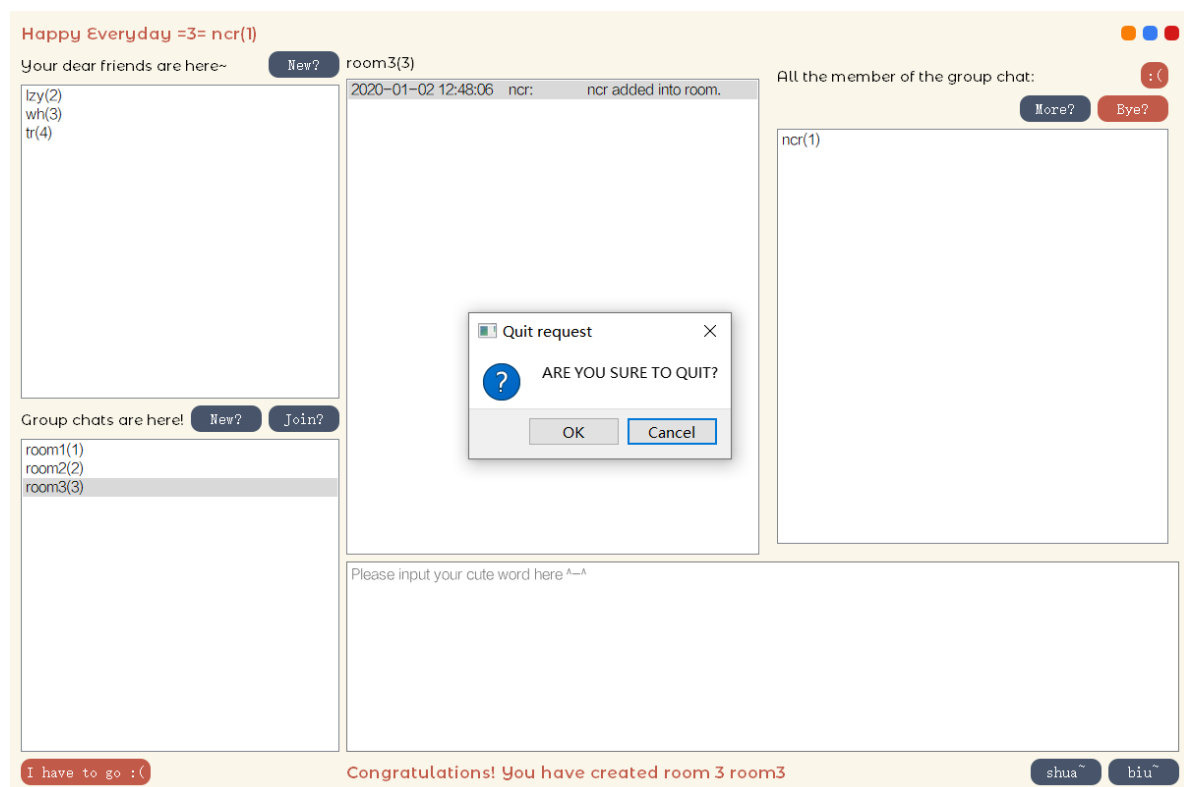 Happy Everyday =3= ncr(1)
Your dear friends are here~
New?
lzy(2)
wh(3)
tr(4)
Group chats are here!
New?
Join?
room1(1)
room2(2)
room3(3)
I have to go :(
room3(3)
2020-01-02 12:48:06 ncr: ncr added into room.
Quit request
?
ARE YOU SURE TO QUIT?
OK
Cancel
All the member of the group chat:
:(
More?
Bye?
ncr(1)
Please input your cute word here ^-^
Congratulations! You have created room 3 room3
shua~
biu~